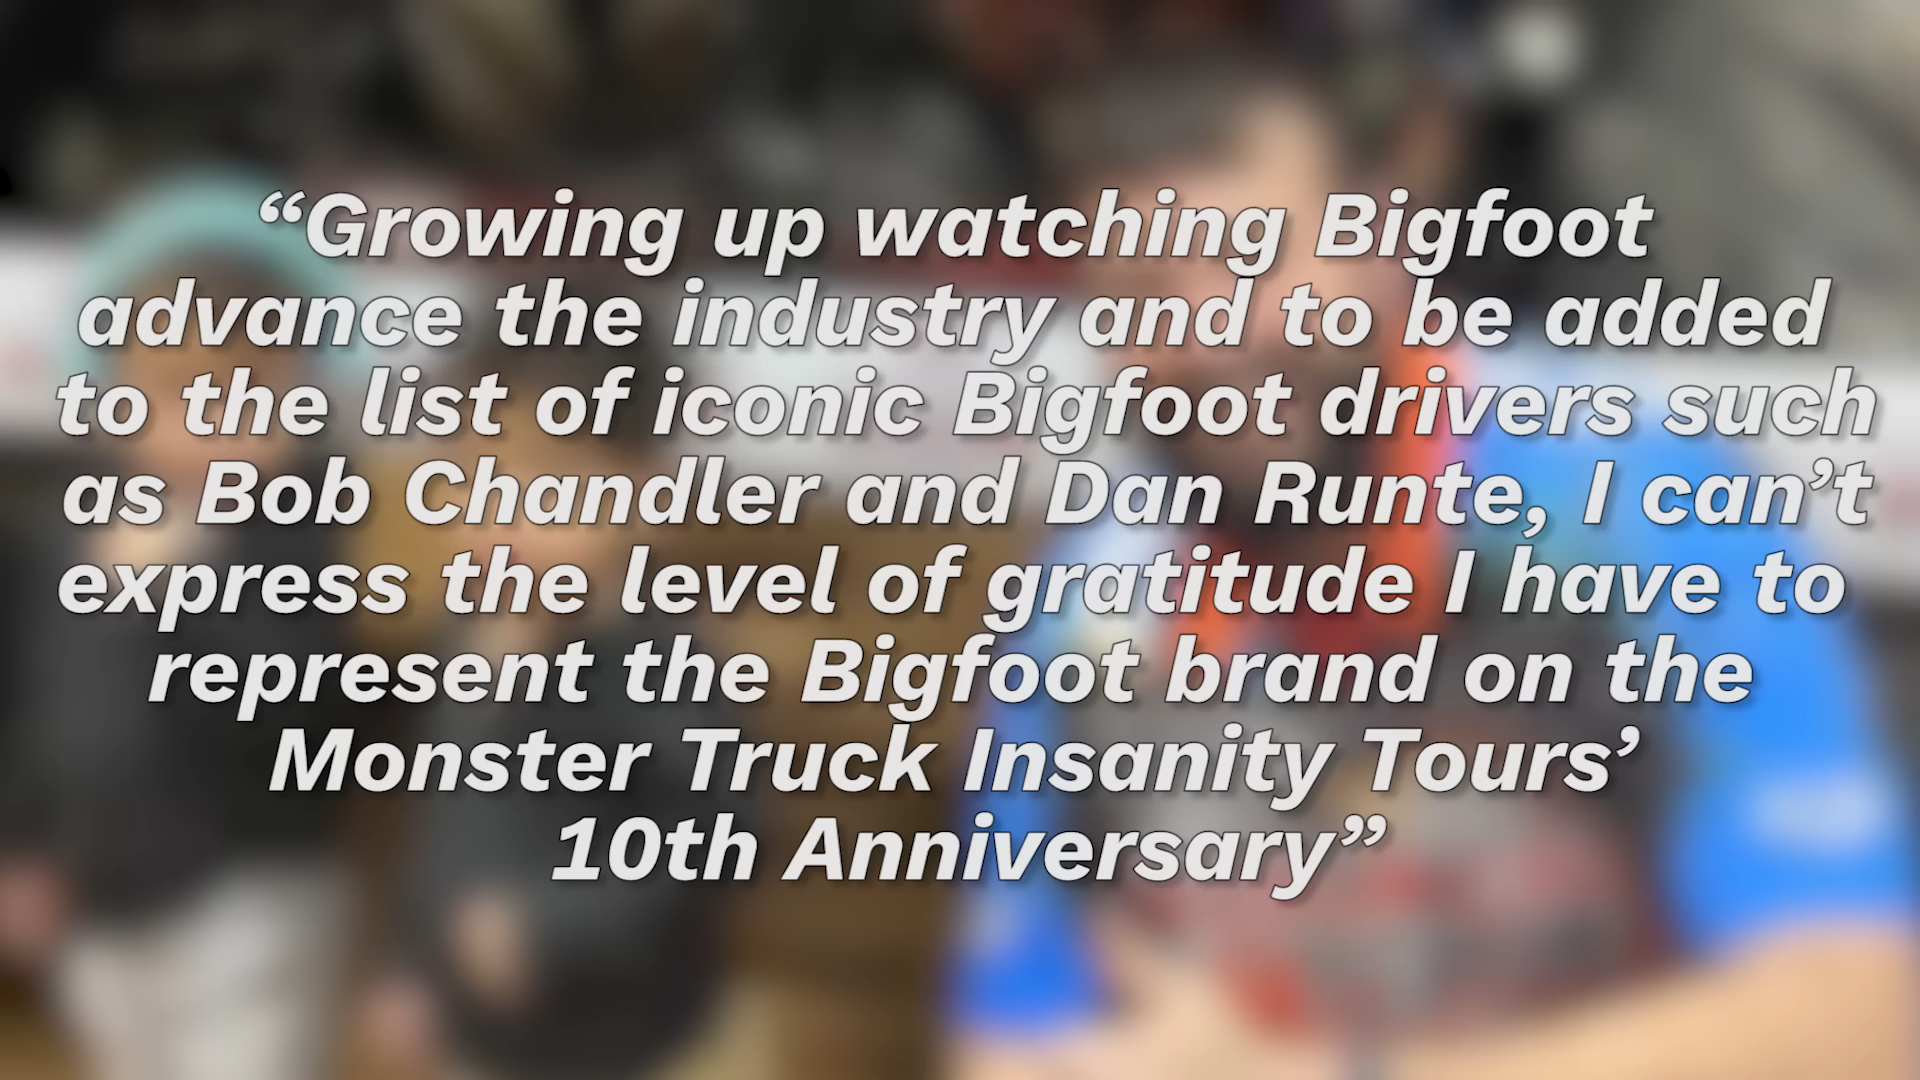 “Growing up watching Bigfoot
advance the industry and to be added
to the list of iconic Bigfoot drivers such
as Bob Chandler and Dan Runte, I can’t
express the level of gratitude I have to
represent the Bigfoot brand on the
Monster Truck Insanity Tours’
10th Anniversary”